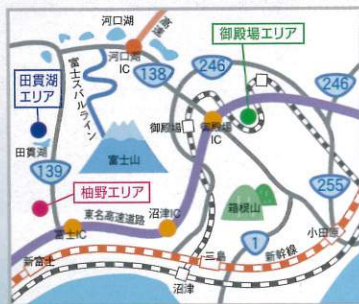 河口湖
高速
河口湖
IC
御殿場エリア
138
246
246
富士スバルライン
田貫湖
エリア
御殿場
御殿場
IC
田貫湖
富士山
139
255
柚野エリア
箱根山
東名高速道路
沼津IC
小田原
富士IC
1
新幹線
新富士
三島
沼津